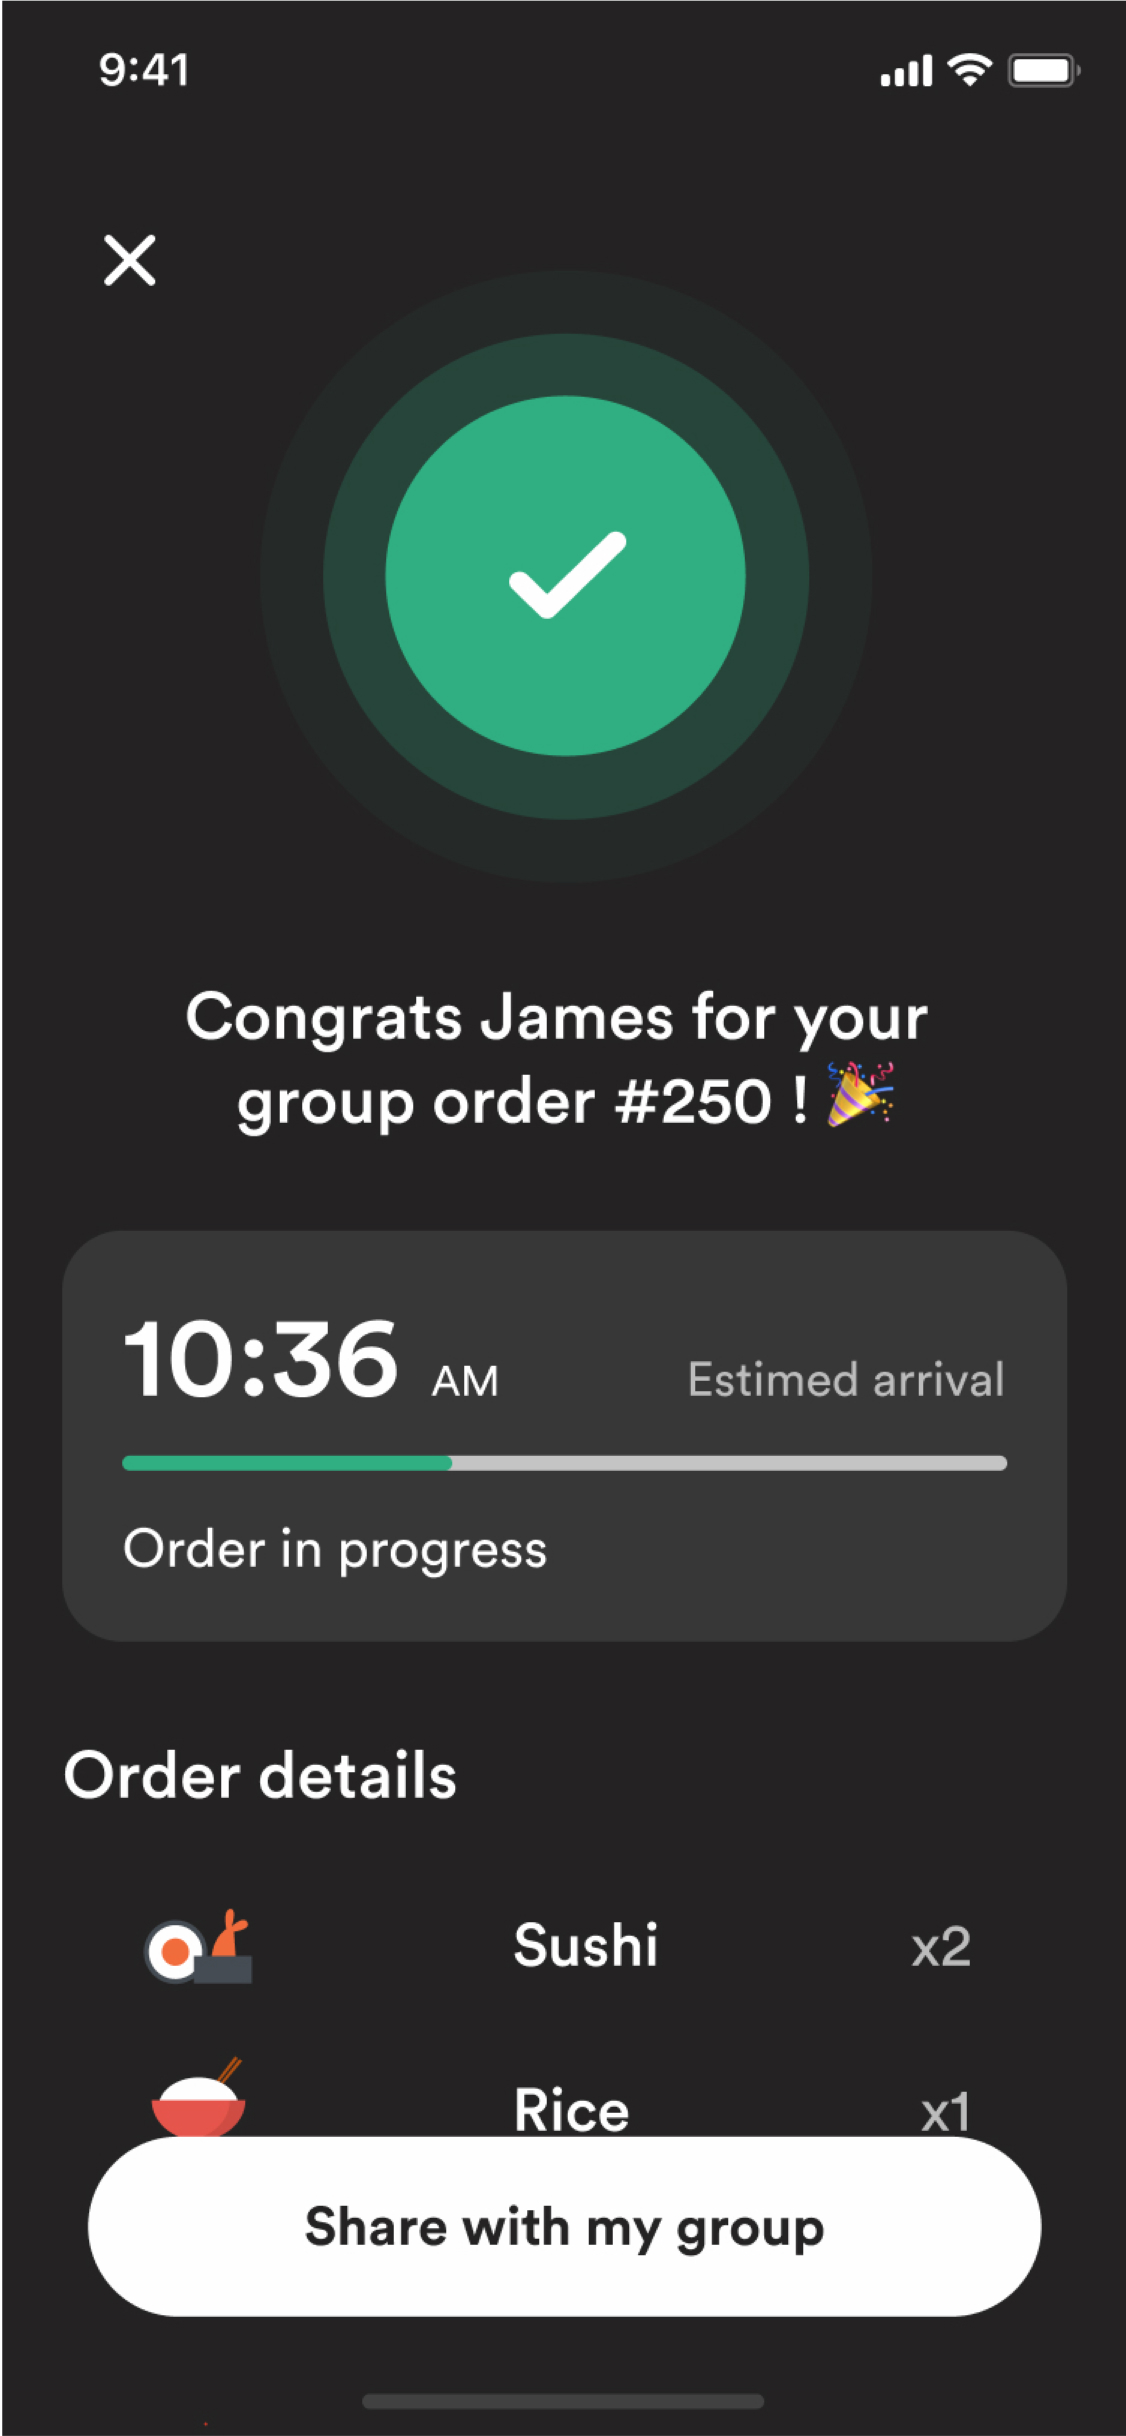 9:41
Congrats James for your
group order #250 ! 🎉
10:36 AM Estimed arrival
Order in progress
Order details
Sushi x2
Rice x1
Share with my group